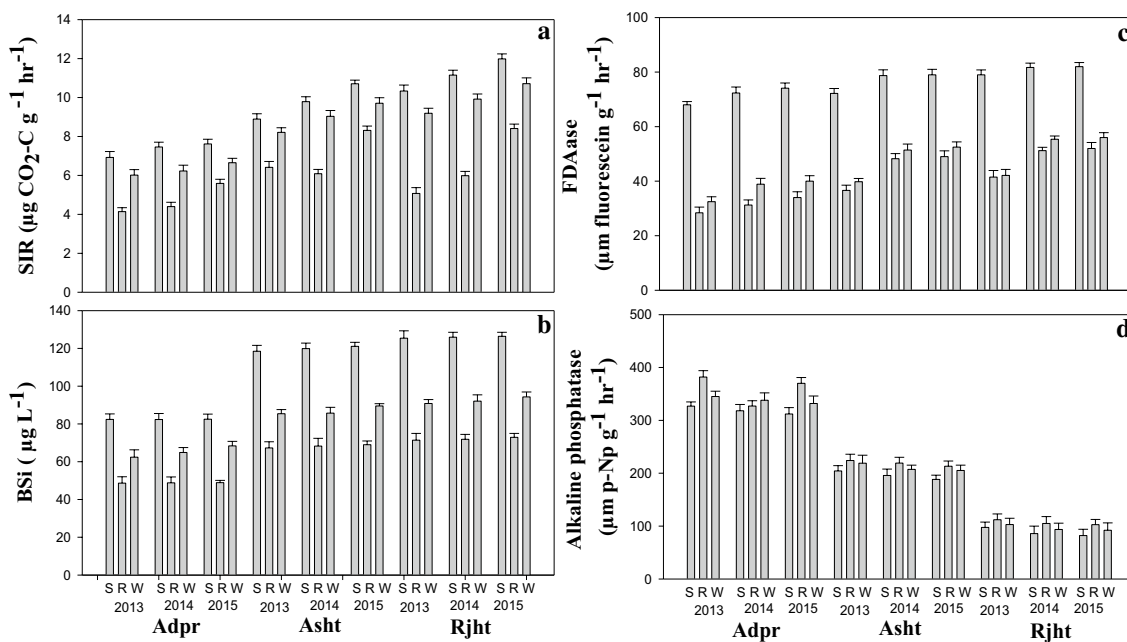 14
12
10
8
6
4
2
0
SIR (µg CO₂-C g⁻¹ hr⁻¹)
a
140
120
100
80
60
40
20
0
BSi ( µg L⁻¹)
b
S R W S R W S R W S R W S R W S R W S R W S R W S R W
2013 2014 2015 2013 2014 2015 2013 2014 2015
Adpr Asht Rjht
100
80
60
40
20
0
FDAase
(µm fluorescein g⁻¹ hr⁻¹)
c
500
400
300
200
100
0
Alkaline phosphatase
(µm p-Np g⁻¹ hr⁻¹)
d
S R W S R W S R W S R W S R W S R W S R W S R W S R W
2013 2014 2015 2013 2014 2015 2013 2014 2015
Adpr Asht Rjht